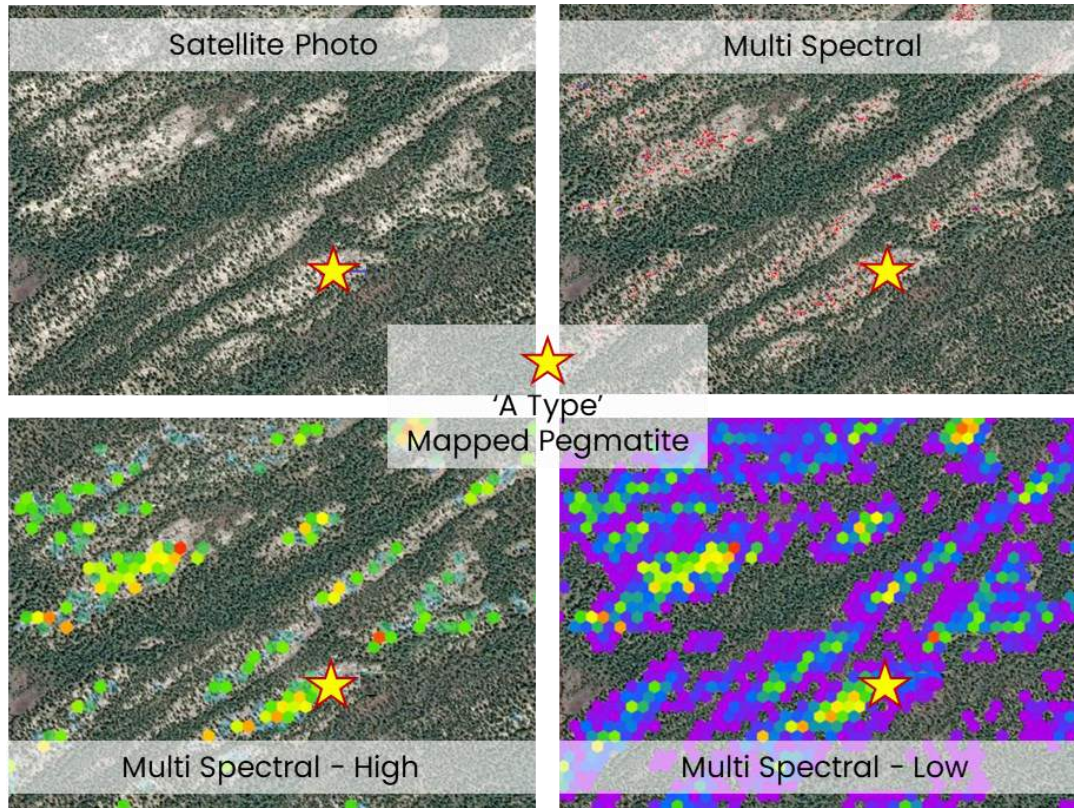 Satellite Photo
Multi Spectral
‘A Type’
Mapped Pegmatite
Multi Spectral - High
Multi Spectral - Low